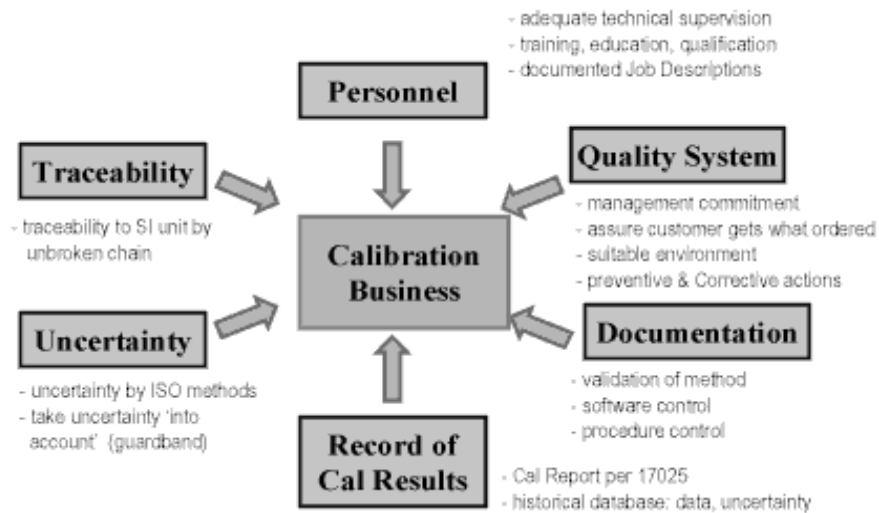 - adequate technical supervision
- training, education, qualification
- documented Job Descriptions
Personnel
Traceability
- traceability to SI unit by
unbroken chain
Quality System
- management commitment
- assure customer gets what ordered
- suitable environment
- preventive & Corrective actions
Calibration
Business
Uncertainty
- uncertainty by ISO methods
- take uncertainty 'into
account' (guardband)
Documentation
- validation of method
- software control
- procedure control
Record of
Cal Results
- Cal Report per 17025
- historical database: data, uncertainty